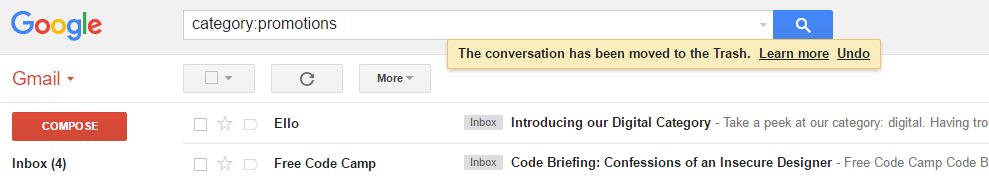 Google
category:promotions
The conversation has been moved to the Trash. Learn more Undo
Gmail
More
COMPOSE
Ello Inbox Introducing our Digital Category - Take a peek at our category: digital. Having
Inbox (4)
Free Code Camp Inbox Code Briefing: Confessions of an Insecure Designer - Free Code Camp Code